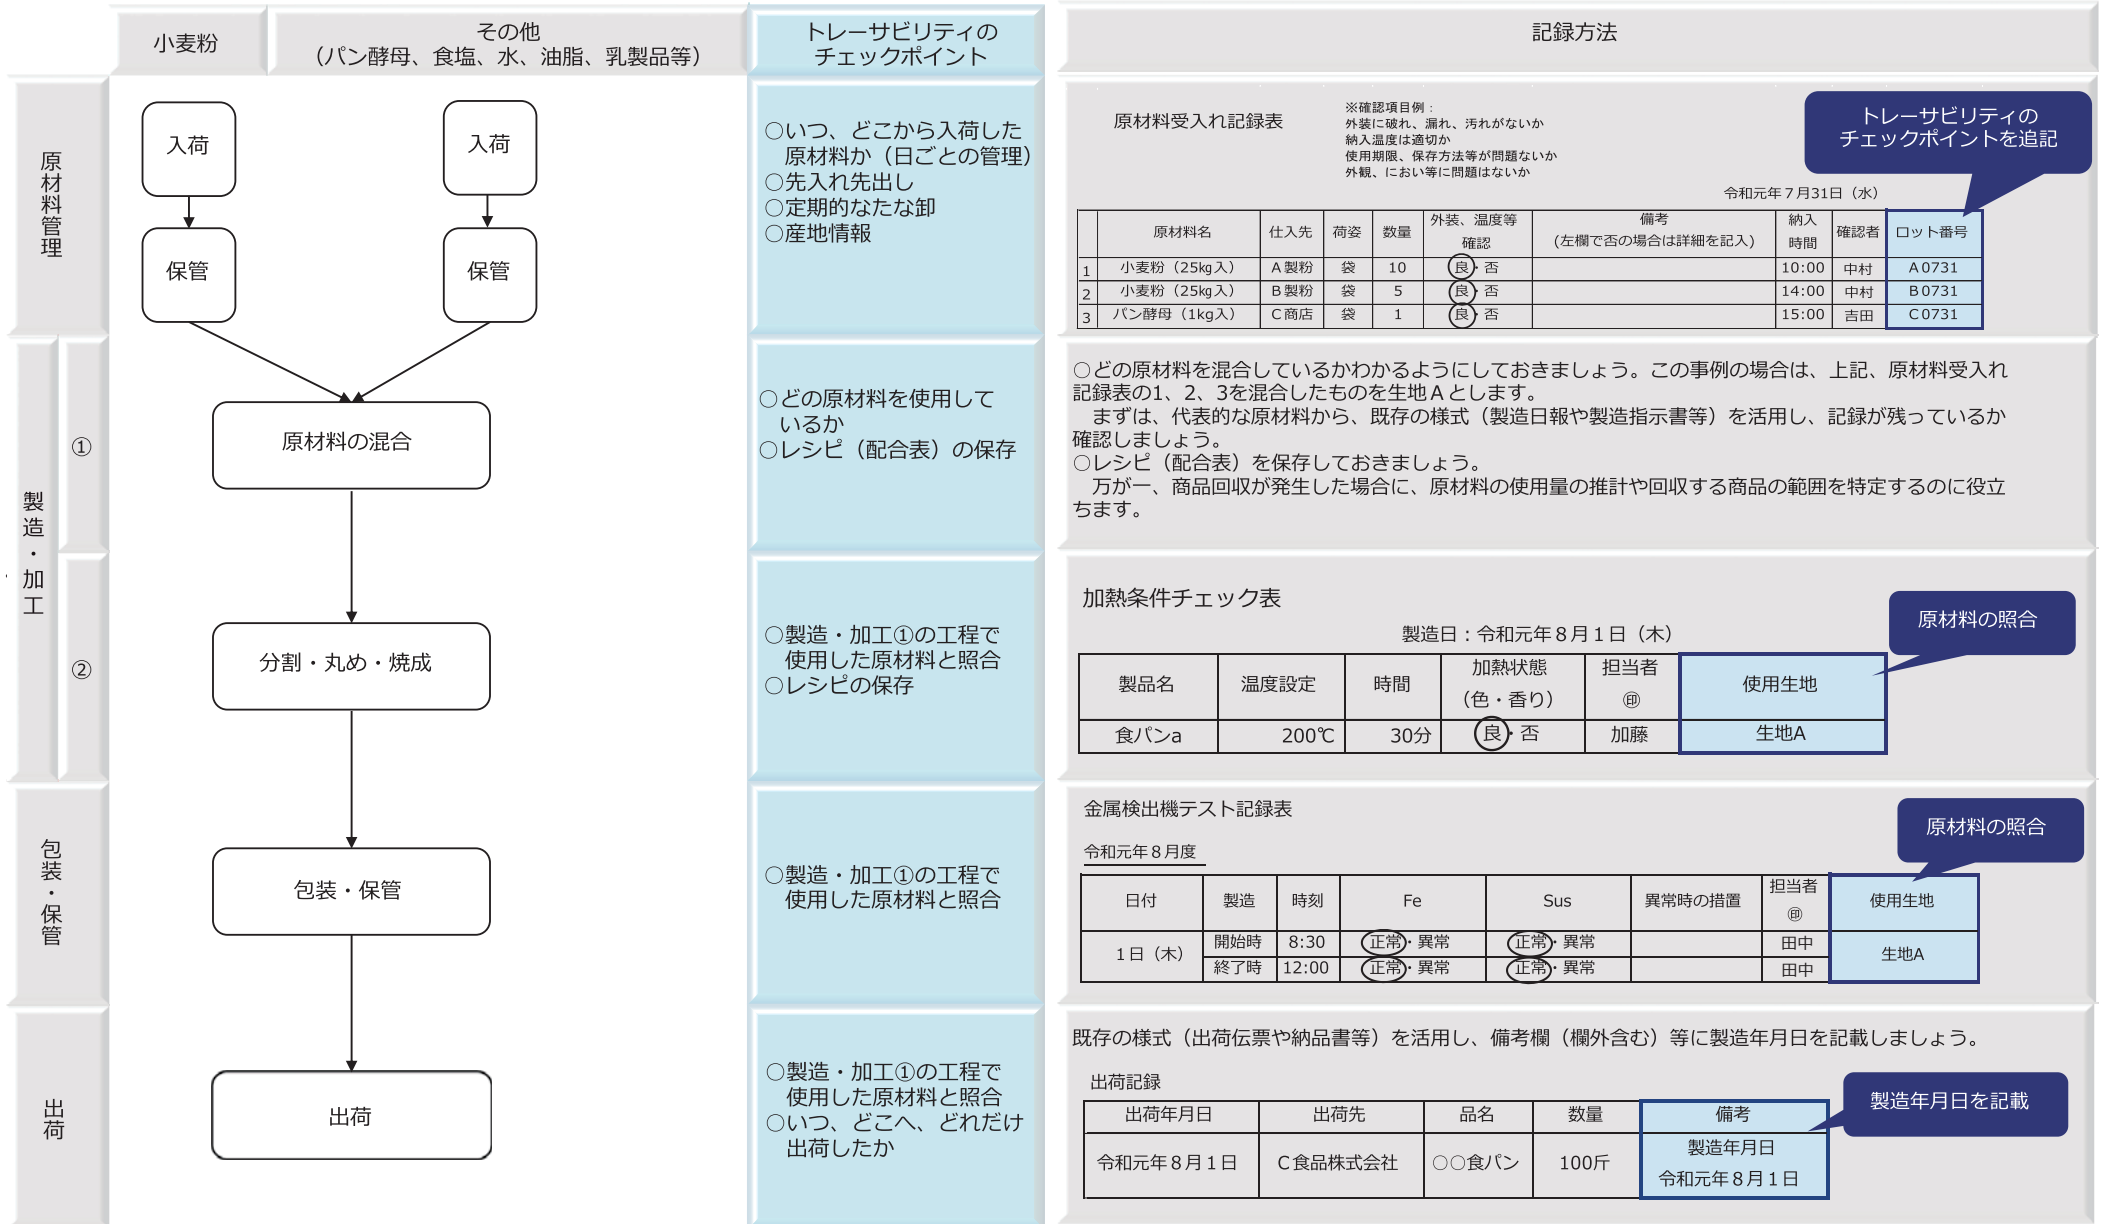 小麦粉
その他
（パン酵母、食塩、水、油脂、乳製品等）
トレーサビリティの
チェックポイント
記録方法
原材料管理
入荷
入荷
保管
保管
○いつ、どこから入荷した
原材料か（日ごとの管理）
○先入れ先出し
○定期的なたな卸
○産地情報
原材料受入れ記録表
※確認項目例：
外装に破れ、漏れ、汚れがないか
納入温度は適切か
使用期限、保存方法等が問題ないか
外観、におい等に問題はないか
トレーサビリティの
チェックポイントを追記
令和元年７月31日（水）
原材料名 仕入先 荷姿 数量 外装、温度等確認 備考（左欄で否の場合は詳細を記入） 納入時間 確認者 ロット番号
1 小麦粉（25kg入） Ａ製粉 袋 10 良・否 10:00 中村 Ａ0731
2 小麦粉（25kg入） Ｂ製粉 袋 5 良・否 14:00 中村 Ｂ0731
3 パン酵母（1kg入） Ｃ商店 袋 1 良・否 15:00 吉田 Ｃ0731
製造・加工
①
原材料の混合
○どの原材料を使用して
いるか
○レシピ（配合表）の保存
○どの原材料を混合しているかわかるようにしておきましょう。この事例の場合は、上記、原材料受入れ
記録表の1、2、3を混合したものを生地Ａとします。
まずは、代表的な原材料から、既存の様式（製造日報や製造指示書等）を活用し、記録が残っているか
確認しましょう。
○レシピ（配合表）を保存しておきましょう。
万が一、商品回収が発生した場合に、原材料の使用量の推計や回収する商品の範囲を特定するのに役立
ちます。
②
分割・丸め・焼成
○製造・加工①の工程で
使用した原材料と照合
○レシピの保存
加熱条件チェック表
原材料の照合
製造日：令和元年８月１日（木）
製品名 温度設定 時間 加熱状態（色・香り） 担当者㊞ 使用生地
食パンa 200℃ 30分 良・否 加藤 生地A
包装・保管
包装・保管
○製造・加工①の工程で
使用した原材料と照合
金属検出機テスト記録表
原材料の照合
令和元年８月度
日付 製造 時刻 Fe Sus 異常時の措置 担当者㊞ 使用生地
１日（木） 開始時 8:30 正常・異常 正常・異常 田中 生地A
終了時 12:00 正常・異常 正常・異常 田中
出荷
出荷
○製造・加工①の工程で
使用した原材料と照合
○いつ、どこへ、どれだけ
出荷したか
既存の様式（出荷伝票や納品書等）を活用し、備考欄（欄外含む）等に製造年月日を記載しましょう。
出荷記録
製造年月日を記載
出荷年月日 出荷先 品名 数量 備考
令和元年８月１日 Ｃ食品株式会社 ○○食パン 100斤 製造年月日
令和元年８月１日